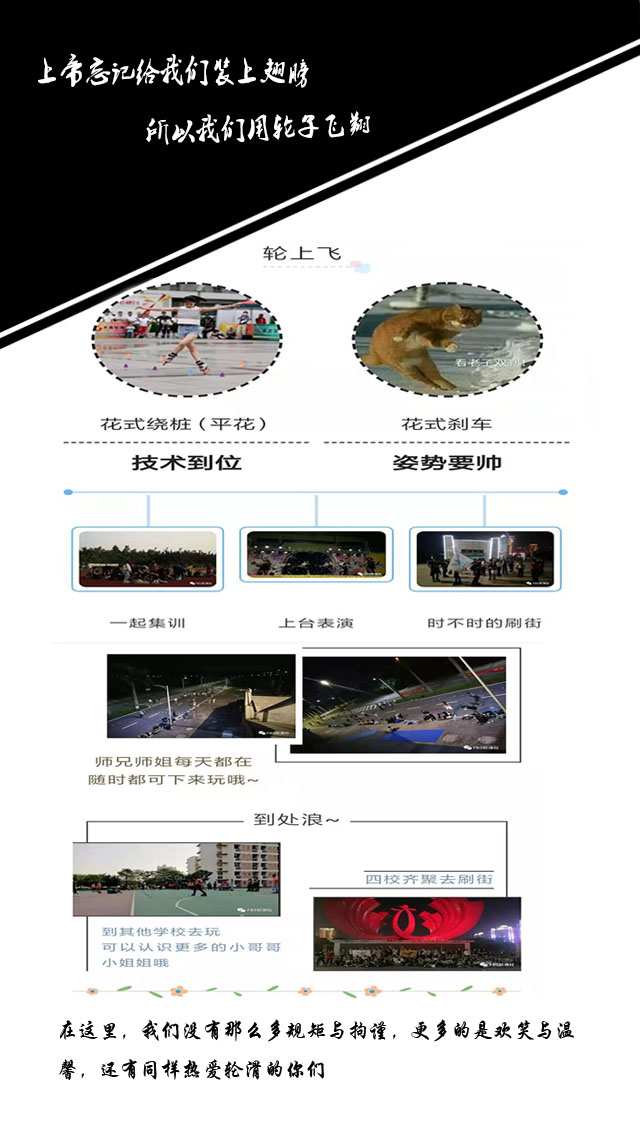 上帝忘记给我们装上翅膀
所以我们用轮子飞翔
轮上飞
花式绕桩（平花）
花式刹车
技术到位
姿势要帅
一起集训
上台表演
时不时的刷街
师兄师姐每天都在
随时都可下来玩哦~
到处浪~
四校齐聚去刷街
到其他学校去玩
可以认识更多的小哥哥
小姐姐哦
在这里，我们没有那么多规矩与拘谨，更多的是欢笑与温
馨，还有同样热爱轮滑的你们